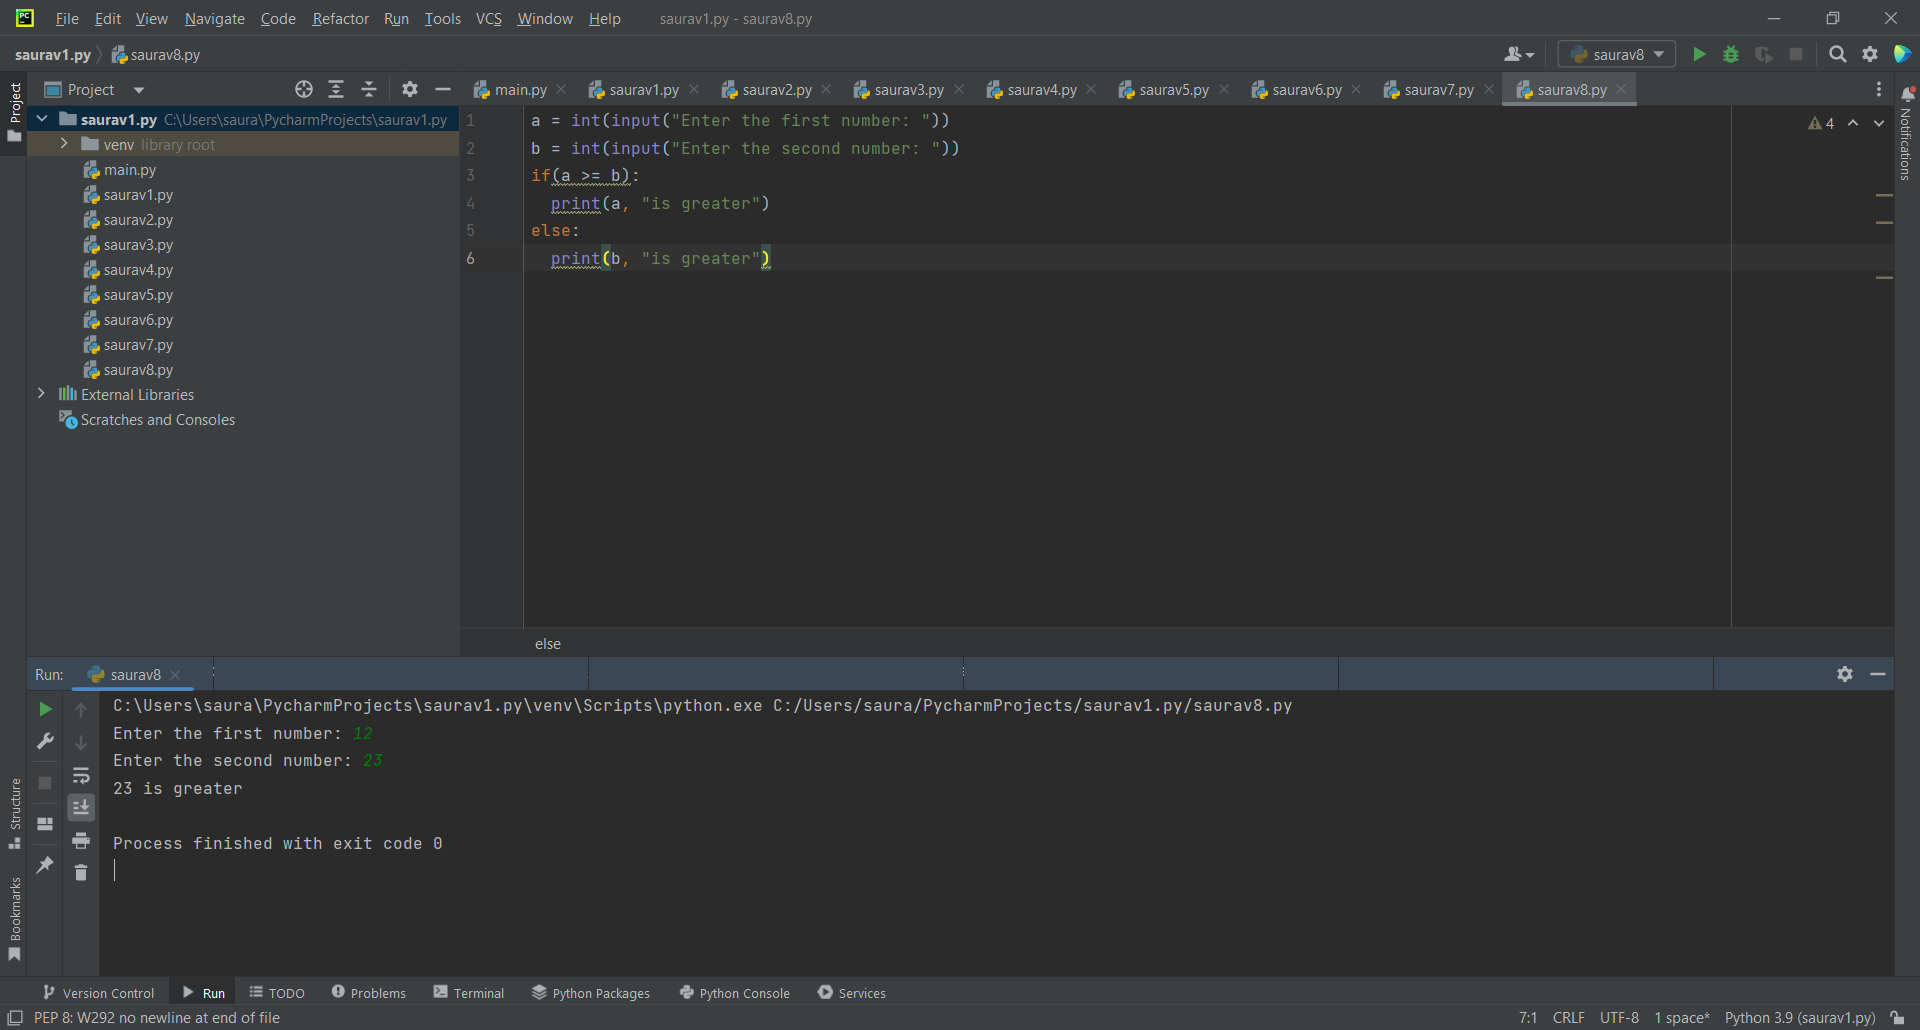 PC
File Edit View Navigate Code Refactor Run Tools VCS Window Help saurav1.py - saurav8.py
saurav1.py saurav8.py
saurav8
Project
Project
main.py saurav1.py saurav2.py saurav3.py saurav4.py saurav5.py saurav6.py saurav7.py saurav8.py
Notifications
saurav1.py C:\Users\saura\PycharmProjects\saurav1.py
venv library root
main.py
saurav1.py
saurav2.py
saurav3.py
saurav4.py
saurav5.py
saurav6.py
saurav7.py
saurav8.py
External Libraries
Scratches and Consoles
4
1 a = int(input("Enter the first number: "))
2 b = int(input("Enter the second number: "))
3 if(a >= b):
4   print(a, "is greater")
5 else:
6   print(b, "is greater")
else
Run: saurav8
C:\Users\saura\PycharmProjects\saurav1.py\venv\Scripts\python.exe C:/Users/saura/PycharmProjects/saurav1.py/saurav8.py
Enter the first number: 12
Enter the second number: 23
23 is greater
Process finished with exit code 0
Structure
Bookmarks
Version Control Run TODO Problems Terminal Python Packages Python Console Services
PEP 8: W292 no newline at end of file 7:1 CRLF UTF-8 1 space* Python 3.9 (saurav1.py)